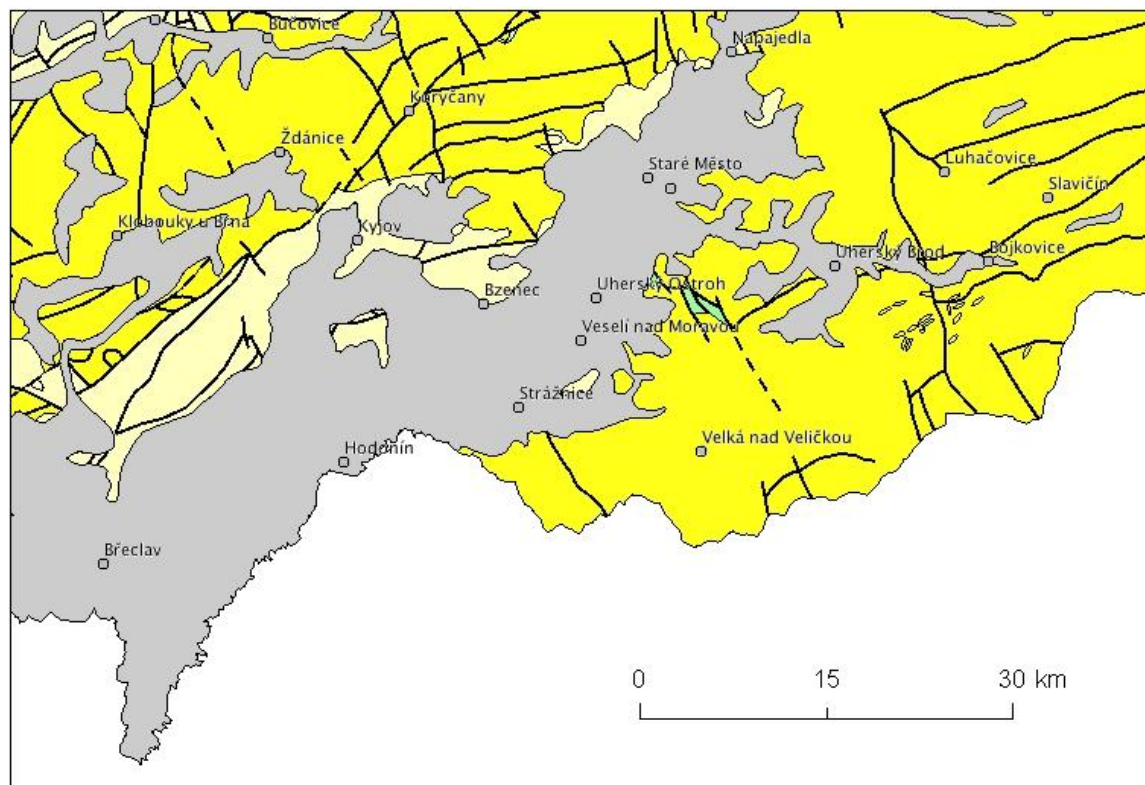 Bučovice
Napajedla
Koryčany
Ždánice
Staré Město
Luhačovice
Slavičín
Klobouky u Brna
Kyjov
Uherský Brod
Bojkovice
Bzenec
Uherský Ostroh
Veselí nad Moravou
Strážnice
Velká nad Veličkou
Hodonín
Břeclav
0 15 30 km